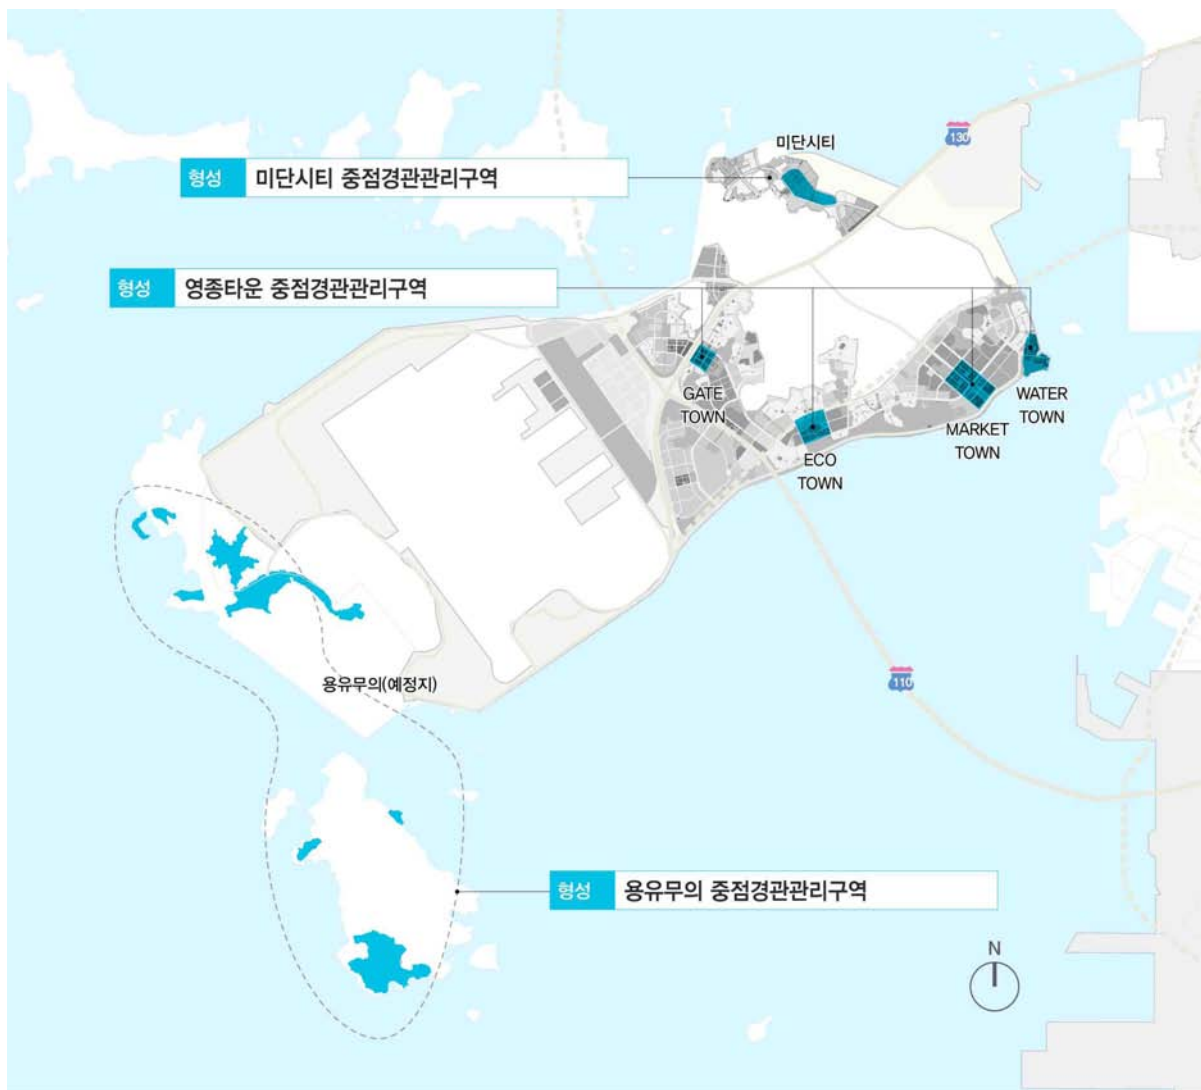 미단시티
130
형성 미단시티 중점경관관리구역
형성 영종타운 중점경관관리구역
GATE
TOWN
ECO
TOWN
MARKET
TOWN
WATER
TOWN
용유무의(예정지)
110
형성 용유무의 중점경관관리구역
N